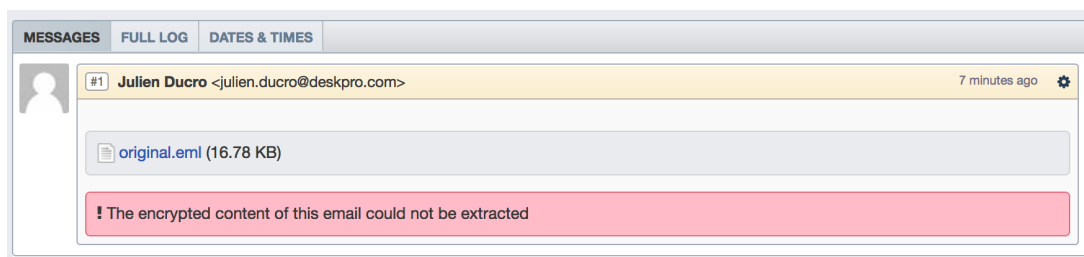 MESSAGES FULL LOG DATES & TIMES
#1 Julien Ducro <julien.ducro@deskpro.com> 7 minutes ago
original.eml (16.78 KB)
! The encrypted content of this email could not be extracted